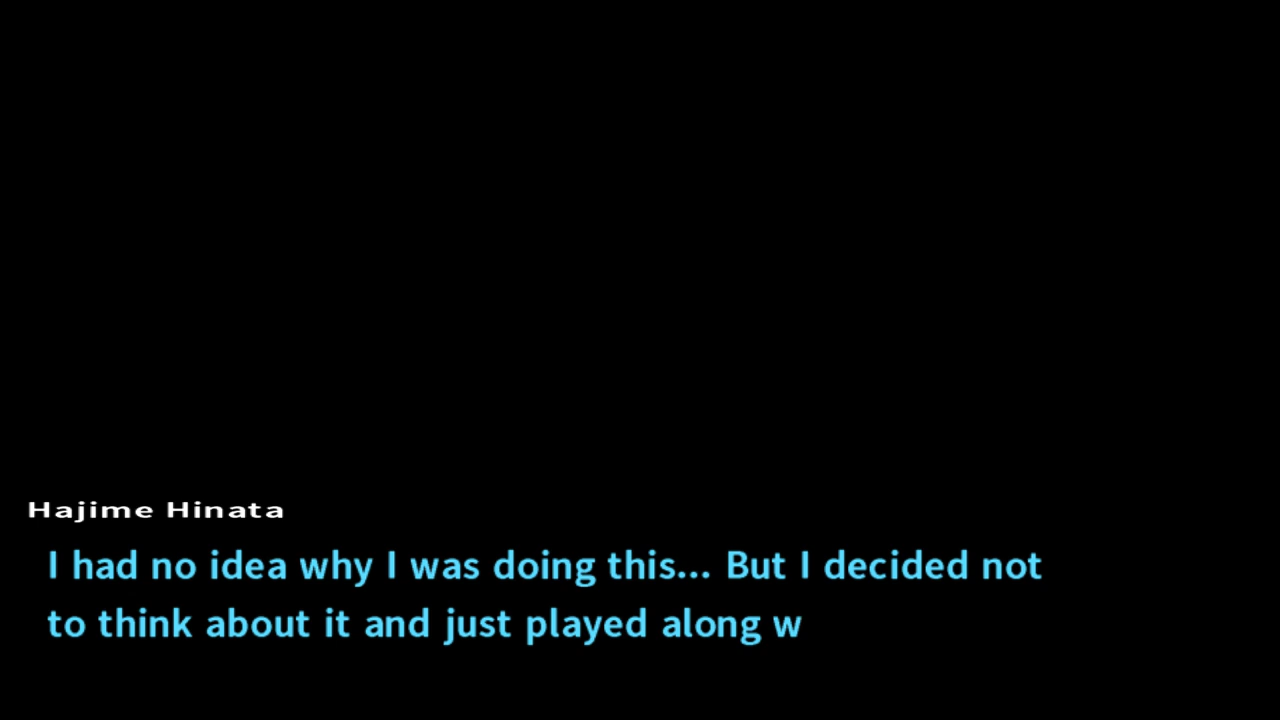 Hajime Hinata
I had no idea why I was doing this... But I decided not
to think about it and just played along w